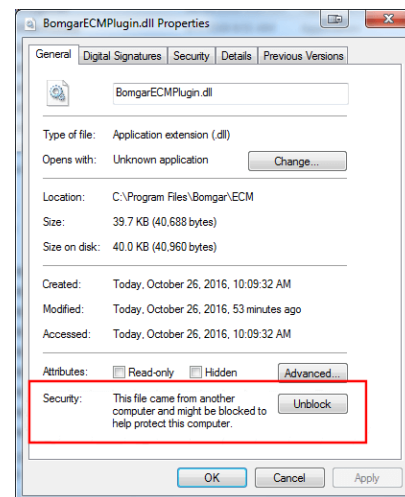 BomgarECMPlugin.dll Properties
General Digital Signatures Security Details Previous Versions
BomgarECMPlugin.dll
Type of file: Application extension (.dll)
Opens with: Unknown application Change...
Location: C:\Program Files\Bomgar\ECM
Size: 39.7 KB (40,688 bytes)
Size on disk: 40.0 KB (40,960 bytes)
Created: Today, October 26, 2016, 10:09:32 AM
Modified: Today, October 26, 2016, 53 minutes ago
Accessed: Today, October 26, 2016, 10:09:32 AM
Attributes: Read-only Hidden Advanced...
Security: This file came from another
computer and might be blocked to Unblock
help protect this computer.
OK Cancel Apply